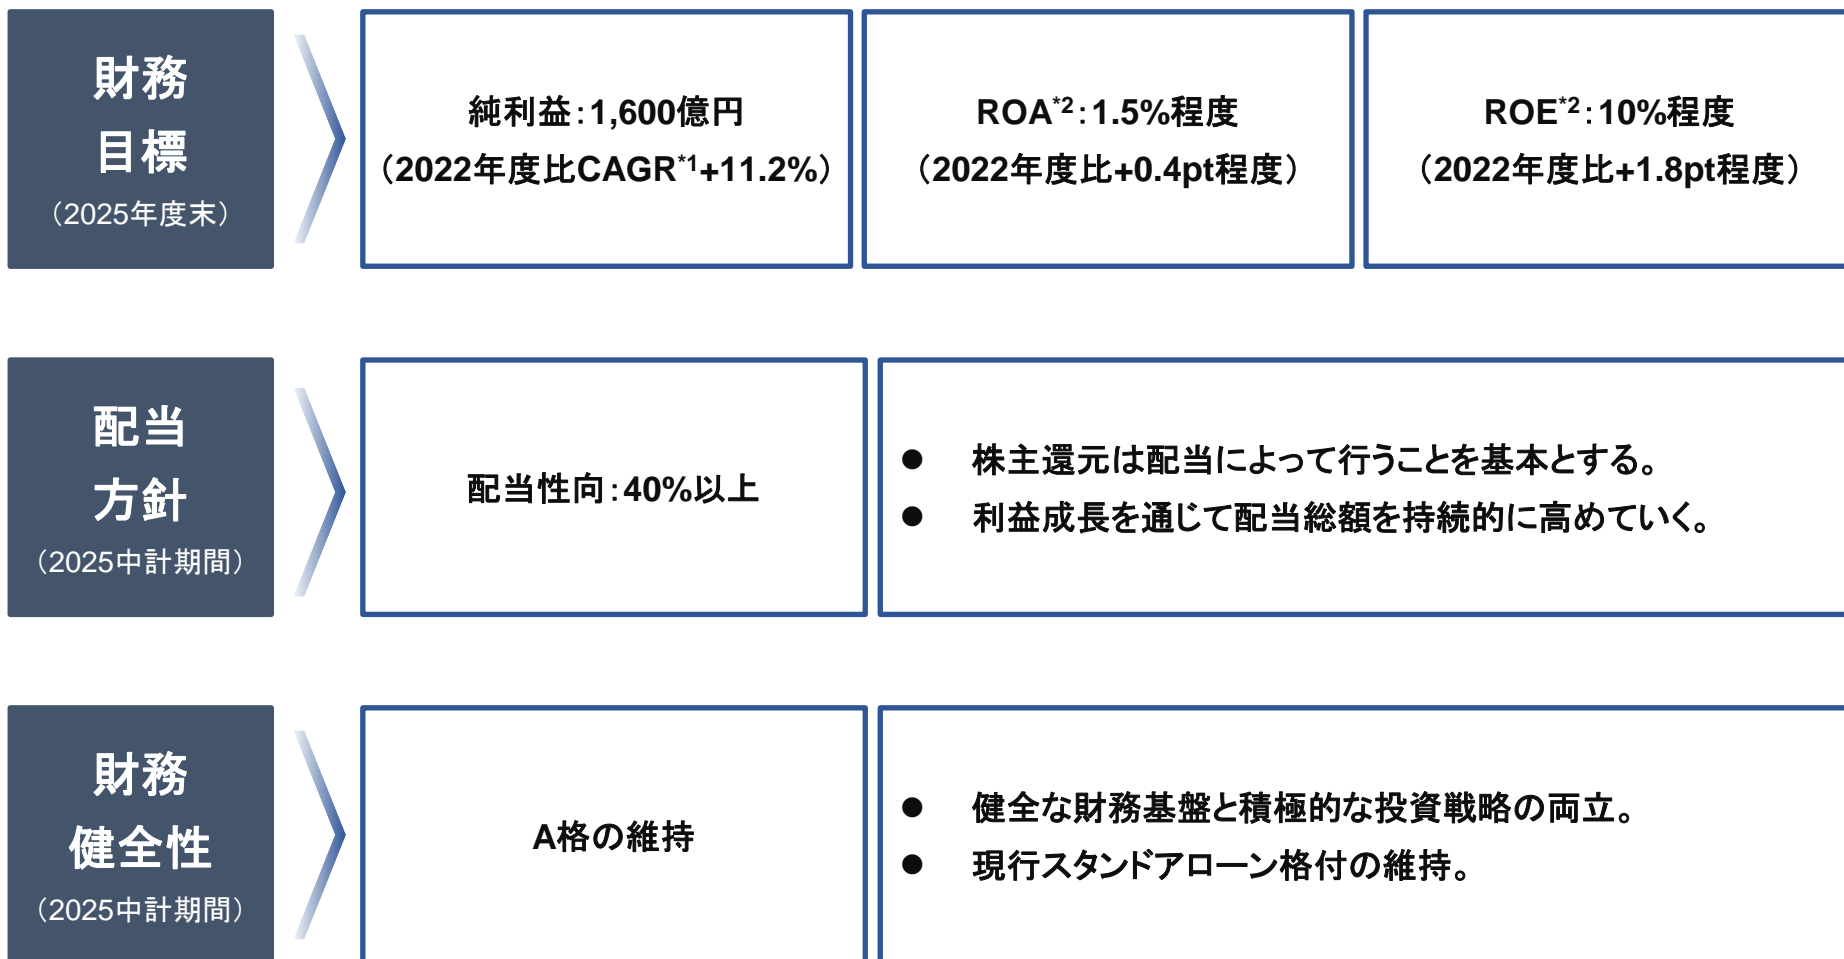 財務
目標
（2025年度末）
純利益：1,600億円
（2022年度比CAGR*1+11.2%）
ROA*2：1.5%程度
（2022年度比+0.4pt程度）
ROE*2：10%程度
（2022年度比+1.8pt程度）
配当
方針
（2025中計期間）
配当性向：40%以上
● 株主還元は配当によって行うことを基本とする。
● 利益成長を通じて配当総額を持続的に高めていく。
財務
健全性
（2025中計期間）
A格の維持
● 健全な財務基盤と積極的な投資戦略の両立。
● 現行スタンドアローン格付の維持。